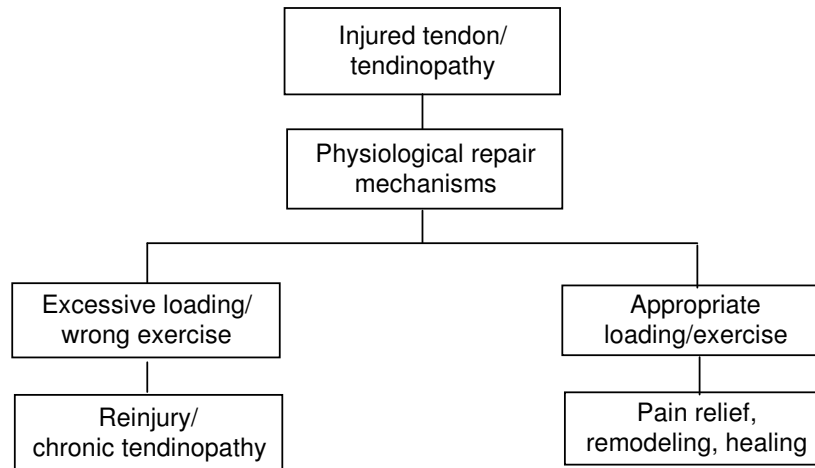 Injured tendon/
tendinopathy
Physiological repair
mechanisms
Excessive loading/
wrong exercise
Appropriate
loading/exercise
Reinjury/
chronic tendinopathy
Pain relief,
remodeling, healing